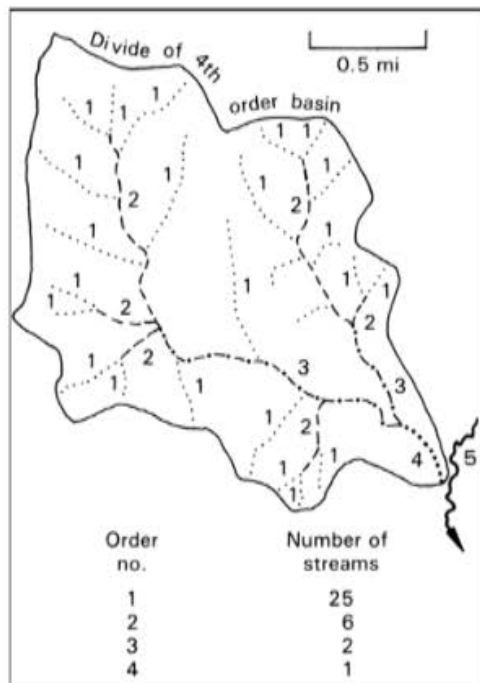 Divide of 4th
order basin
0.5 mi
1 1 1 1 1
1 1 1
1 2 2
1 1 1
1 1 1
1 2 2
1 2 3 3
1 1 1 2 4 5
1 1 1
Order no.
Number of streams
1 25
2 6
3 2
4 1